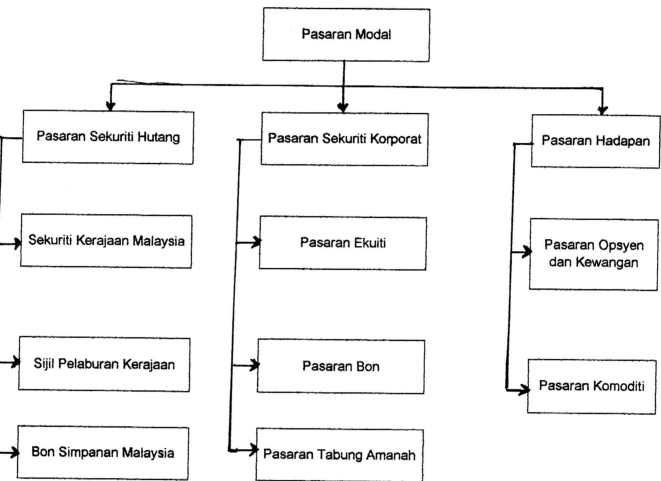 Pasaran Modal
Pasaran Sekuriti Hutang
Pasaran Sekuriti Korporat
Pasaran Hadapan
Sekuriti Kerajaan Malaysia
Pasaran Ekuiti
Pasaran Opsyen
dan Kewangan
Sijil Pelaburan Kerajaan
Pasaran Bon
Pasaran Komoditi
Bon Simpanan Malaysia
Pasaran Tabung Amanah